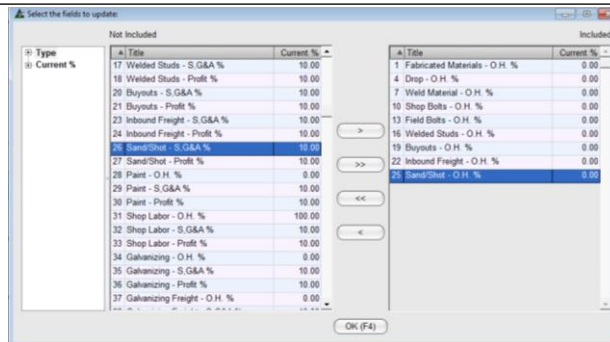 Select the fields to update:
Not Included
Included
Type
Current %
Title Current %
17 Welded Studs - S,G&A % 10.00
18 Welded Studs - Profit % 10.00
20 Buyouts - S,G&A % 10.00
21 Buyouts - Profit % 10.00
23 Inbound Freight - S,G&A % 10.00
24 Inbound Freight - Profit % 10.00
26 Sand/Shot - S,G&A % 10.00
27 Sand/Shot - Profit % 10.00
28 Paint - O.H. % 0.00
29 Paint - S,G&A % 10.00
30 Paint - Profit % 10.00
31 Shop Labor - O.H. % 100.00
32 Shop Labor - S,G&A % 10.00
33 Shop Labor - Profit % 10.00
34 Galvanizing - O.H. % 0.00
35 Galvanizing - S,G&A % 10.00
36 Galvanizing - Profit % 10.00
37 Galvanizing Freight - O.H. % 0.00
>
>>
<<
<
Title Current %
1 Fabricated Materials - O.H. % 0.00
4 Drop - O.H. % 0.00
7 Weld Material - O.H. % 0.00
10 Shop Bolts - O.H. % 0.00
13 Field Bolts - O.H. % 0.00
16 Welded Studs - O.H. % 0.00
19 Buyouts - O.H. % 0.00
22 Inbound Freight - O.H. % 0.00
25 Sand/Shot - O.H. % 0.00
OK (F4)